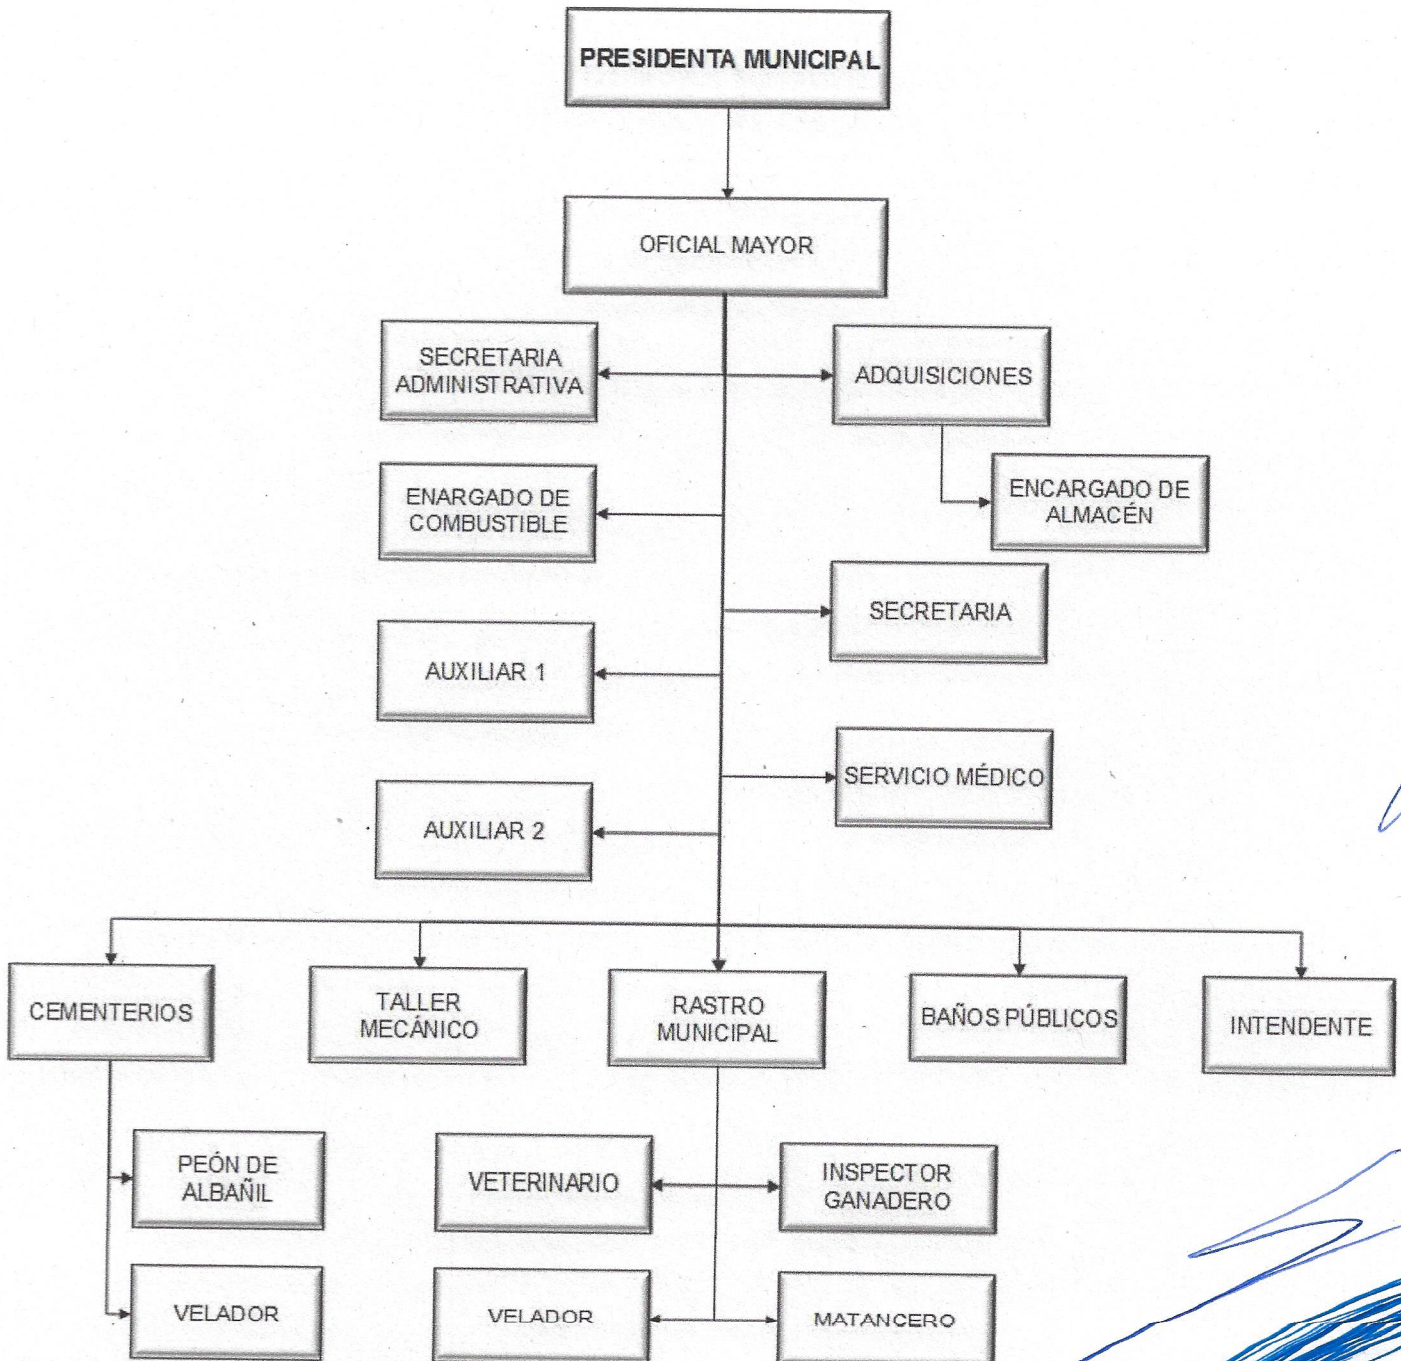 PRESIDENTA MUNICIPAL
OFICIAL MAYOR
SECRETARIA
ADMINISTRATIVA
ADQUISICIONES
ENARGADO DE
COMBUSTIBLE
ENCARGADO DE
ALMACÉN
SECRETARIA
AUXILIAR 1
SERVICIO MÉDICO
AUXILIAR 2
CEMENTERIOS
TALLER
MECÁNICO
RASTRO
MUNICIPAL
BAÑOS PÚBLICOS
INTENDENTE
PEÓN DE
ALBAÑIL
VETERINARIO
INSPECTOR
GANADERO
VELADOR
VELADOR
MATANCERO